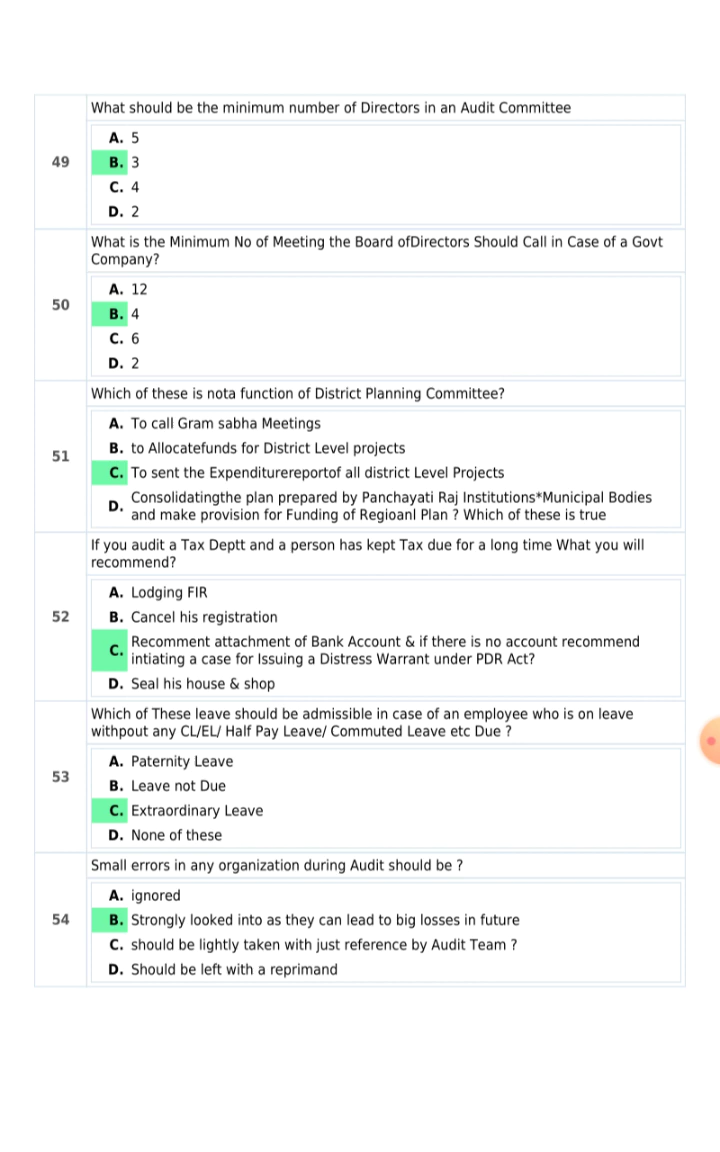 What should be the minimum number of Directors in an Audit Committee
49
A. 5
B. 3
C. 4
D. 2
What is the Minimum No of Meeting the Board ofDirectors Should Call in Case of a Govt
Company?
50
A. 12
B. 4
C. 6
D. 2
Which of these is nota function of District Planning Committee?
51
A. To call Gram sabha Meetings
B. to Allocatefunds for District Level projects
C. To sent the Expenditurereportof all district Level Projects
D. Consolidatingthe plan prepared by Panchayati Raj Institutions*Municipal Bodies
and make provision for Funding of Regioanl Plan ? Which of these is true
If you audit a Tax Deptt and a person has kept Tax due for a long time What you will
recommend?
52
A. Lodging FIR
B. Cancel his registration
C. Recomment attachment of Bank Account & if there is no account recommend
intiating a case for Issuing a Distress Warrant under PDR Act?
D. Seal his house & shop
Which of These leave should be admissible in case of an employee who is on leave
withpout any CL/EL/ Half Pay Leave/ Commuted Leave etc Due ?
53
A. Paternity Leave
B. Leave not Due
C. Extraordinary Leave
D. None of these
Small errors in any organization during Audit should be ?
54
A. ignored
B. Strongly looked into as they can lead to big losses in future
C. should be lightly taken with just reference by Audit Team ?
D. Should be left with a reprimand